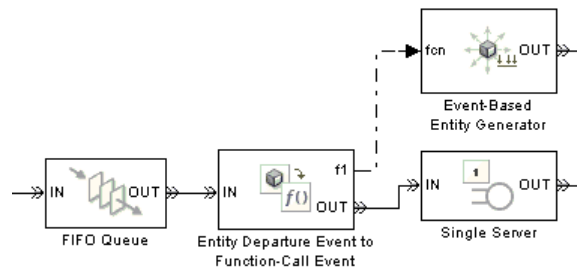 fcn
OUT
Event-Based
Entity Generator
IN
OUT
FIFO Queue
IN
f()
f1
OUT
Entity Departure Event to
Function-Call Event
IN
1
OUT
Single Server